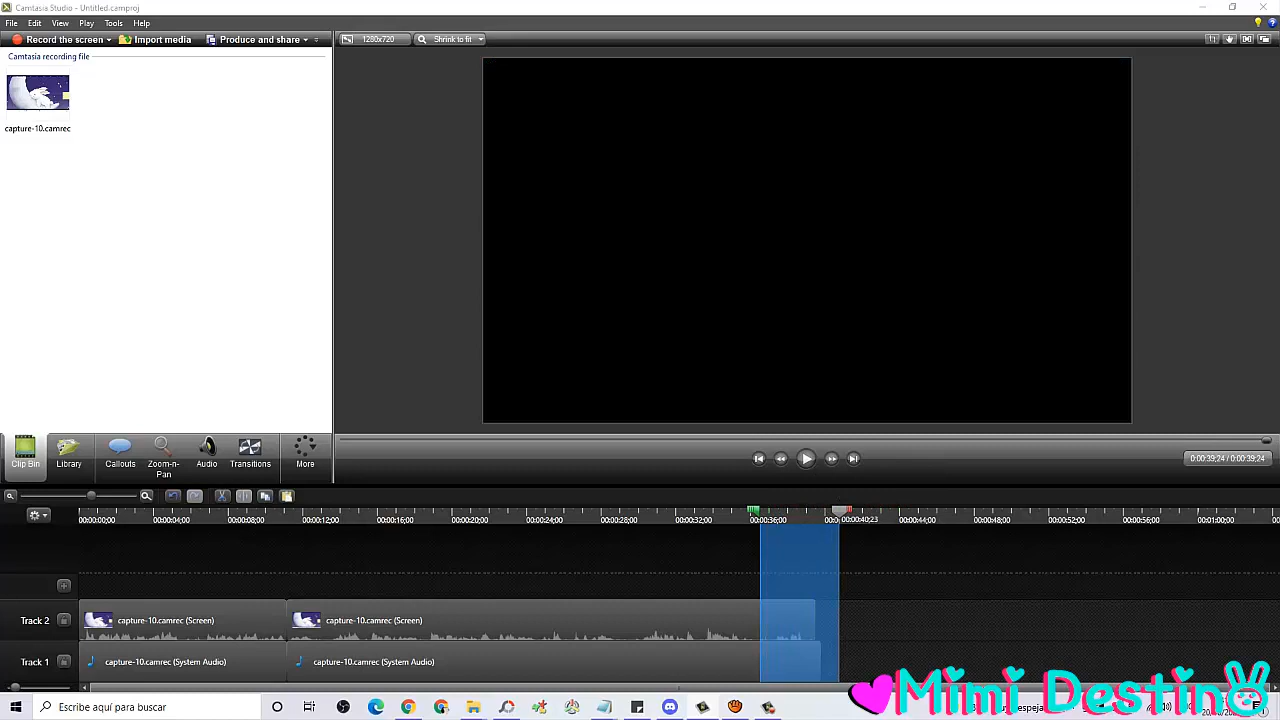 Camtasia Studio - Untitled.camproj
File Edit View Play Tools Help
Record the screen Import media Produce and share
1280x720 Shrink to fit
Camtasia recording file
capture-10.camrec
Clip Bin Library Callouts Zoom-n-Pan Audio Transitions More
0:00:39;24 / 0:00:39;24
00:00:00;00 00:00:04;00 00:00:08;00 00:00:12;00 00:00:16;00 00:00:20;00 00:00:24;00 00:00:28;00 00:00:32;00 00:00:36;00 00:00:40;23 00:00:44;00 00:00:48;00 00:00:52;00 00:00:56;00 00:01:00;00
Track 2 capture-10.camrec (Screen) capture-10.camrec (Screen)
Track 1 capture-10.camrec (System Audio) capture-10.camrec (System Audio)
Mimi Destino
Escribe aquí para buscar